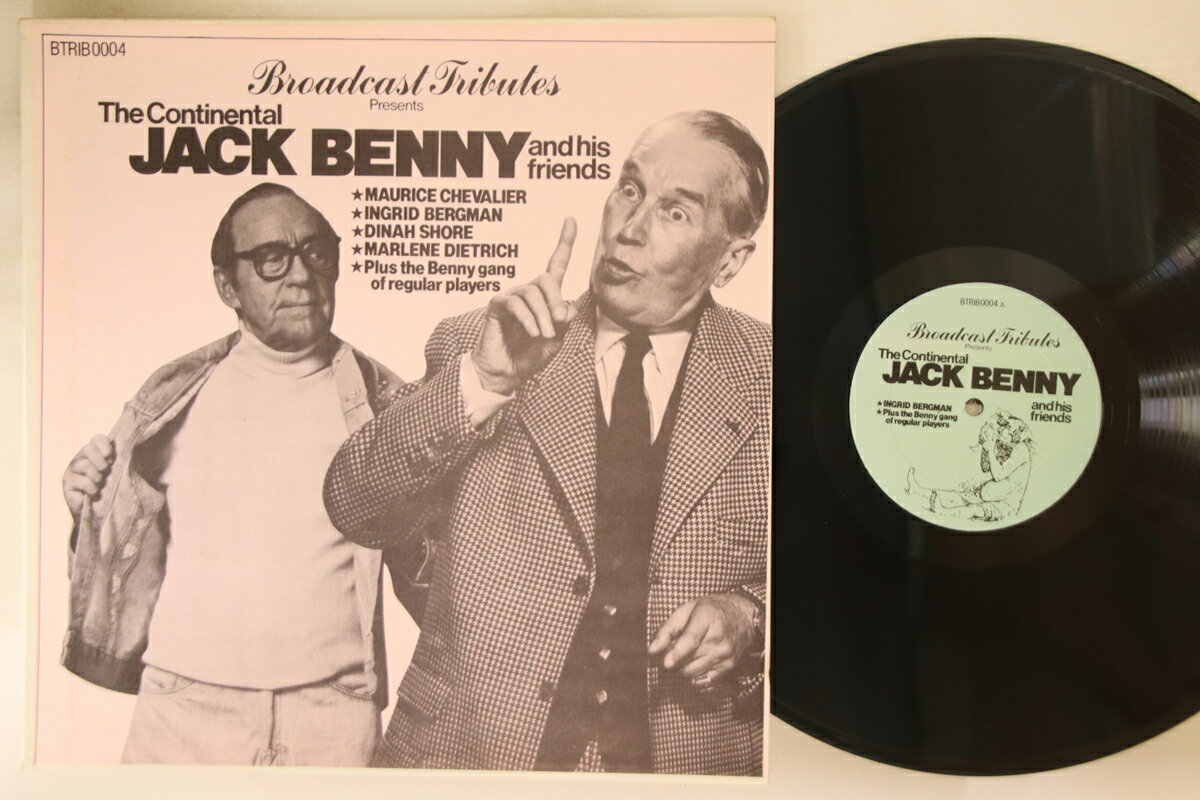 BTRIB0004
Broadcast Tributes
Presents
The Continental
JACK BENNY and his
friends
★MAURICE CHEVALIER
★INGRID BERGMAN
★DINAH SHORE
★MARLENE DIETRICH
★Plus the Benny gang
of regular players
BTRIB0004 A
Broadcast Tributes
Presents
The Continental
JACK BENNY
and his
friends
★INGRID BERGMAN
★Plus the Benny gang
of regular players